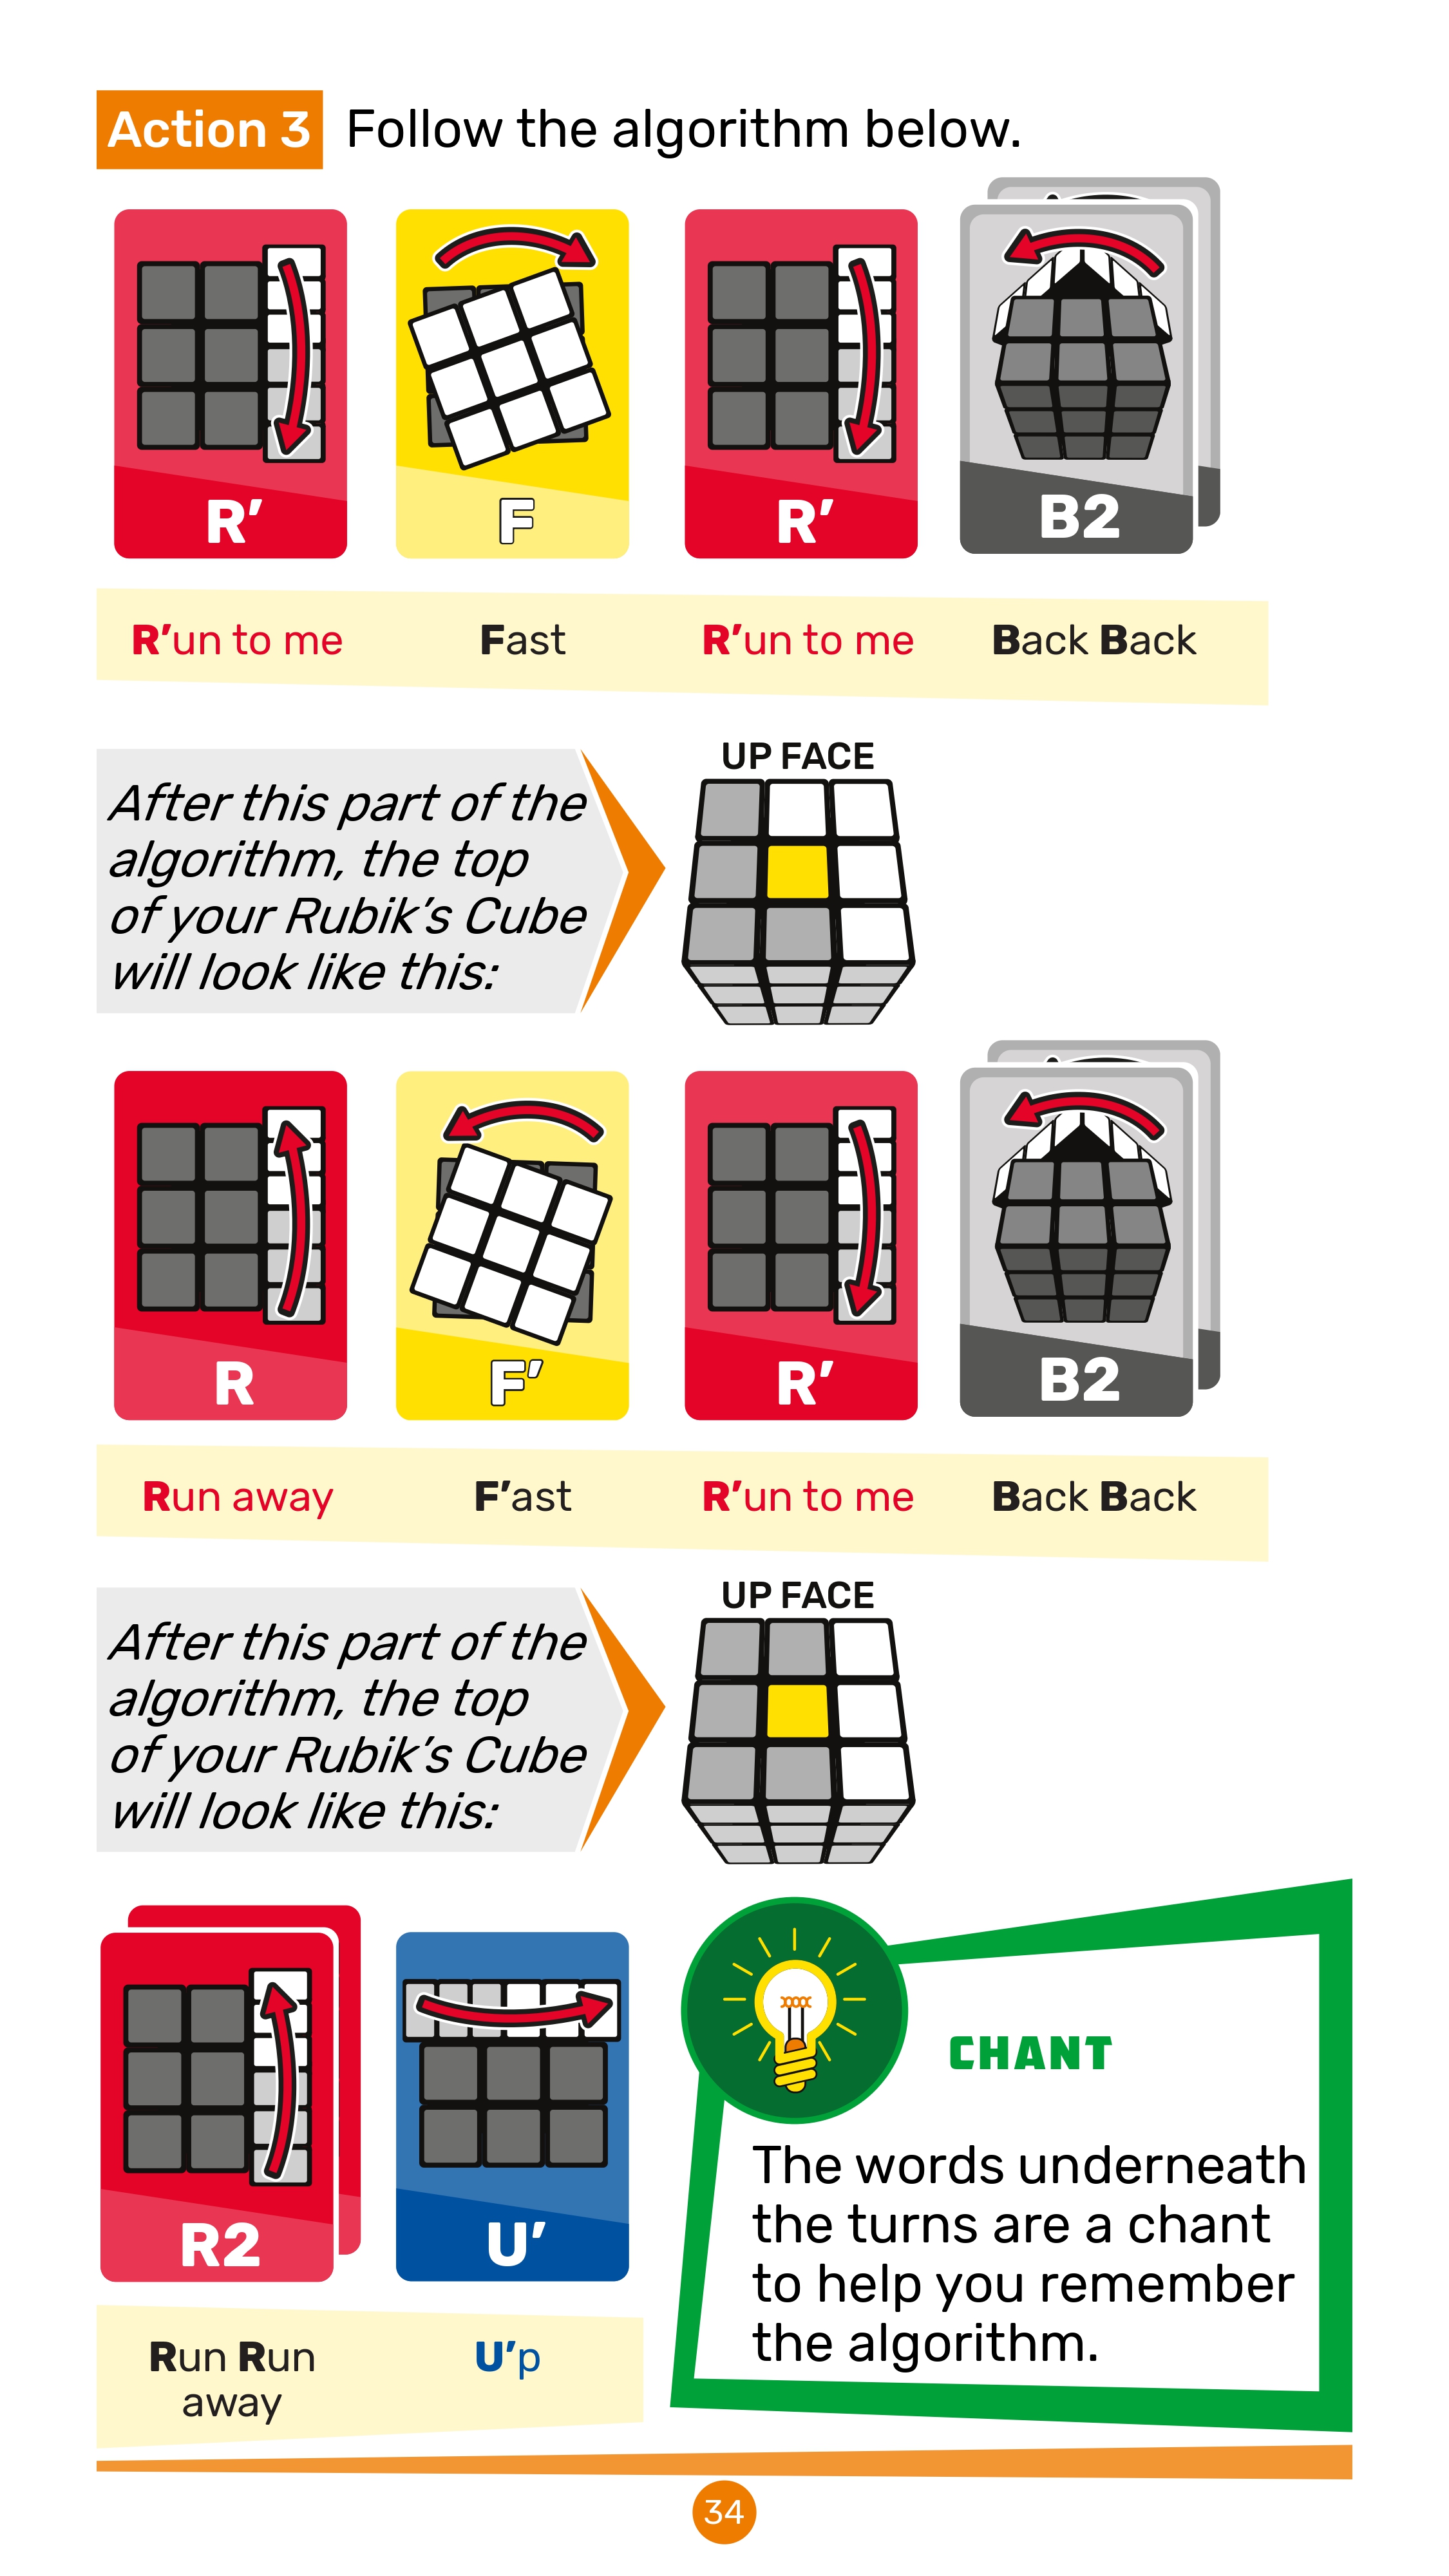 Action 3 Follow the algorithm below.
R’ F R’ B2
R’un to me Fast R’un to me Back Back
After this part of the
algorithm, the top
of your Rubik’s Cube
will look like this:
UP FACE
R F’ R’ B2
Run away F’ast R’un to me Back Back
After this part of the
algorithm, the top
of your Rubik’s Cube
will look like this:
UP FACE
R2 U’
Run Run
away
U’p
CHANT
The words underneath
the turns are a chant
to help you remember
the algorithm.
34